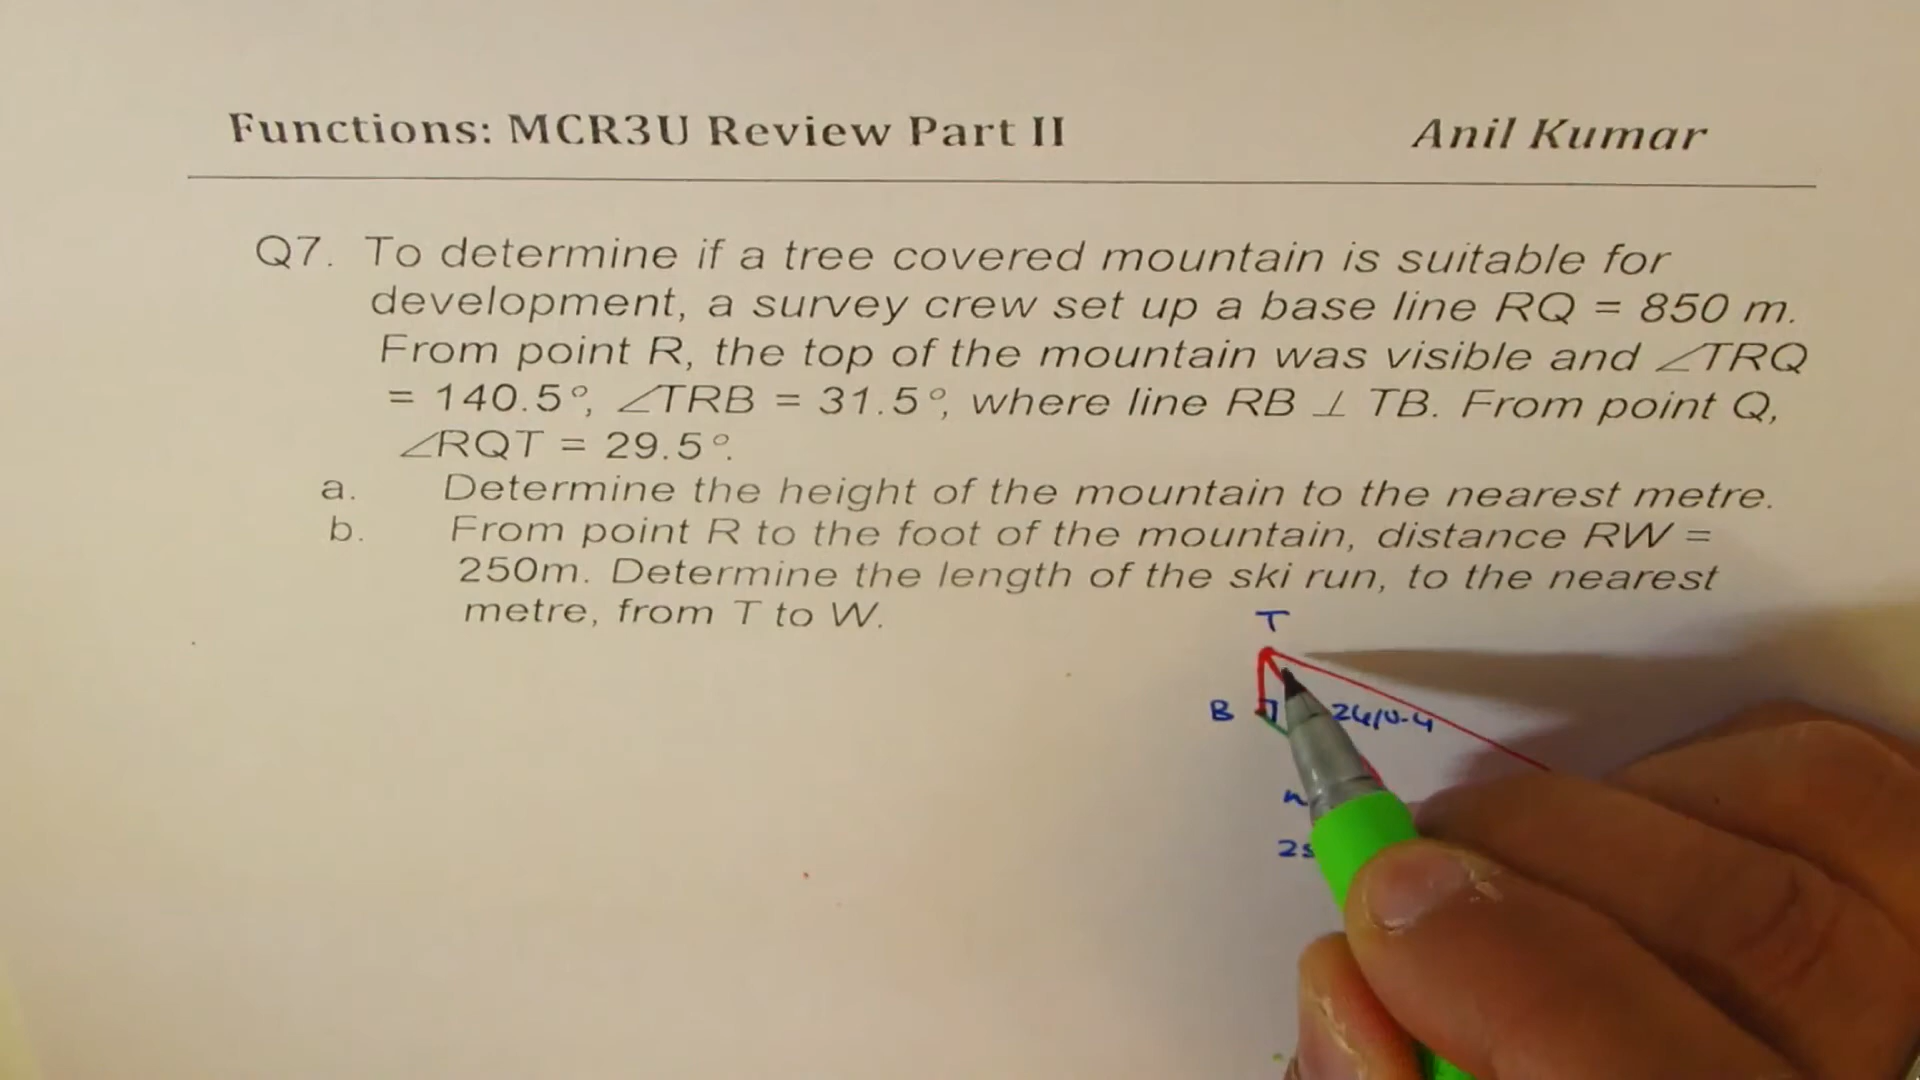 Functions: MCR3U Review Part II Anil Kumar
Q7. To determine if a tree covered mountain is suitable for
development, a survey crew set up a base line RQ = 850 m.
From point R, the top of the mountain was visible and ∠TRQ
= 140.5°, ∠TRB = 31.5°, where line RB ⊥ TB. From point Q,
∠RQT = 29.5°.
a. Determine the height of the mountain to the nearest metre.
b. From point R to the foot of the mountain, distance RW =
250m. Determine the length of the ski run, to the nearest
metre, from T to W.
T
B